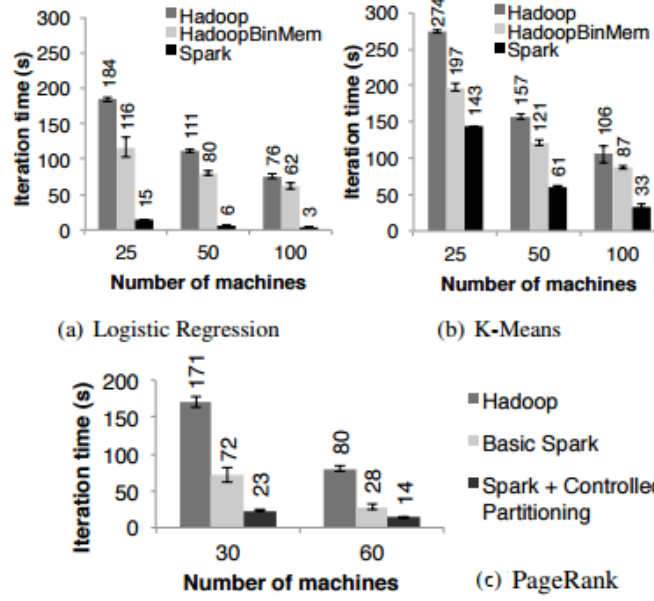 300
250
200
150
100
50
0
Iteration time (s)
Hadoop
HadoopBinMem
Spark
184
116
15
111
80
6
76
62
3
25 50 100
Number of machines
(a) Logistic Regression
300
250
200
150
100
50
0
Iteration time (s)
Hadoop
HadoopBinMem
Spark
274
197
143
157
121
61
106
87
33
25 50 100
Number of machines
(b) K-Means
200
150
100
50
0
Iteration time (s)
171
72
23
80
28
14
30 60
Number of machines
Hadoop
Basic Spark
Spark + Controlled
Partitioning
(c) PageRank